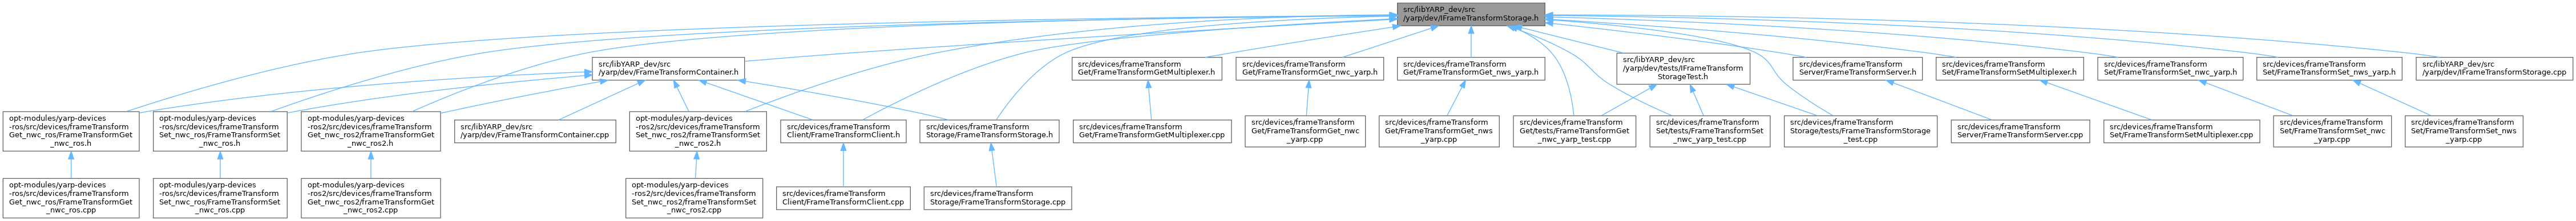 src/libYARP_dev/src
/yarp/dev/IFrameTransformStorage.h
src/libYARP_dev/src
/yarp/dev/FrameTransformContainer.h
src/devices/frameTransform
Get/FrameTransformGetMultiplexer.h
src/devices/frameTransform
Get/FrameTransformGet_nwc_yarp.h
src/devices/frameTransform
Get/FrameTransformGet_nws_yarp.h
src/libYARP_dev/src
/yarp/dev/tests/IFrameTransform
StorageTest.h
src/devices/frameTransform
Server/FrameTransformServer.h
src/devices/frameTransform
Set/FrameTransformSetMultiplexer.h
src/devices/frameTransform
Set/FrameTransformSet_nwc_yarp.h
src/devices/frameTransform
Set/FrameTransformSet_nws_yarp.h
src/libYARP_dev/src
/yarp/dev/IFrameTransformStorage.cpp
opt-modules/yarp-devices
-ros/src/devices/frameTransform
Get_nwc_ros/FrameTransformGet
_nwc_ros.h
opt-modules/yarp-devices
-ros/src/devices/frameTransform
Set_nwc_ros/FrameTransformSet
_nwc_ros.h
opt-modules/yarp-devices
-ros2/src/devices/frameTransform
Get_nwc_ros2/frameTransformGet
_nwc_ros2.h
src/libYARP_dev/src
/yarp/dev/FrameTransformContainer.cpp
opt-modules/yarp-devices
-ros2/src/devices/frameTransform
Set_nwc_ros2/frameTransformSet
_nwc_ros2.h
src/devices/frameTransform
Client/FrameTransformClient.h
src/devices/frameTransform
Storage/FrameTransformStorage.h
src/devices/frameTransform
Get/FrameTransformGetMultiplexer.cpp
src/devices/frameTransform
Get/FrameTransformGet_nwc
_yarp.cpp
src/devices/frameTransform
Get/FrameTransformGet_nws
_yarp.cpp
src/devices/frameTransform
Get/tests/FrameTransformGet
_nwc_yarp_test.cpp
src/devices/frameTransform
Set/tests/FrameTransformSet
_nwc_yarp_test.cpp
src/devices/frameTransform
Storage/tests/FrameTransformStorage
_test.cpp
src/devices/frameTransform
Server/FrameTransformServer.cpp
src/devices/frameTransform
Set/FrameTransformSetMultiplexer.cpp
src/devices/frameTransform
Set/FrameTransformSet_nwc
_yarp.cpp
src/devices/frameTransform
Set/FrameTransformSet_nws
_yarp.cpp
opt-modules/yarp-devices
-ros/src/devices/frameTransform
Get_nwc_ros/FrameTransformGet
_nwc_ros.cpp
opt-modules/yarp-devices
-ros/src/devices/frameTransform
Set_nwc_ros/FrameTransformSet
_nwc_ros.cpp
opt-modules/yarp-devices
-ros2/src/devices/frameTransform
Get_nwc_ros2/frameTransformGet
_nwc_ros2.cpp
opt-modules/yarp-devices
-ros2/src/devices/frameTransform
Set_nwc_ros2/frameTransformSet
_nwc_ros2.cpp
src/devices/frameTransform
Client/FrameTransformClient.cpp
src/devices/frameTransform
Storage/FrameTransformStorage.cpp